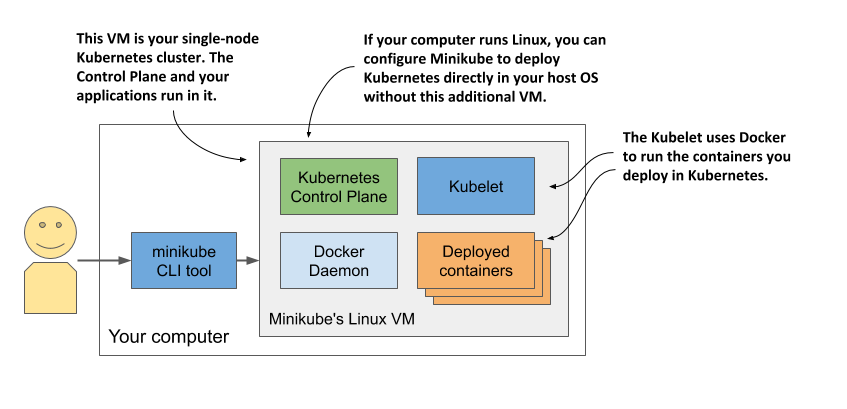 This VM is your single-node
Kubernetes cluster. The
Control Plane and your
applications run in it.
If your computer runs Linux, you can
configure Minikube to deploy
Kubernetes directly in your host OS
without this additional VM.
The Kubelet uses Docker
to run the containers you
deploy in Kubernetes.
Kubernetes
Control Plane
Kubelet
minikube
CLI tool
Docker
Daemon
Deployed
containers
Minikube's Linux VM
Your computer